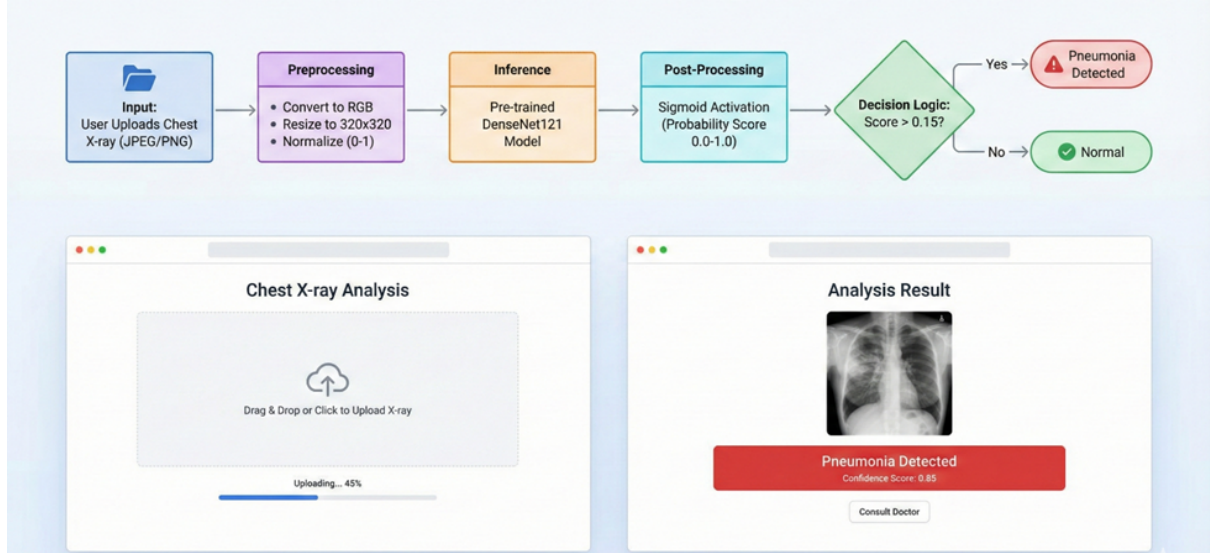 Input:
User Uploads Chest
X-ray (JPEG/PNG)
Preprocessing
• Convert to RGB
• Resize to 320x320
• Normalize (0-1)
Inference
Pre-trained
DenseNet121
Model
Post-Processing
Sigmoid Activation
(Probability Score
0.0-1.0)
Decision Logic:
Score > 0.15?
Yes
Pneumonia
Detected
No
Normal
Chest X-ray Analysis
Drag & Drop or Click to Upload X-ray
Uploading... 45%
Analysis Result
Pneumonia Detected
Confidence Score: 0.85
Consult Doctor